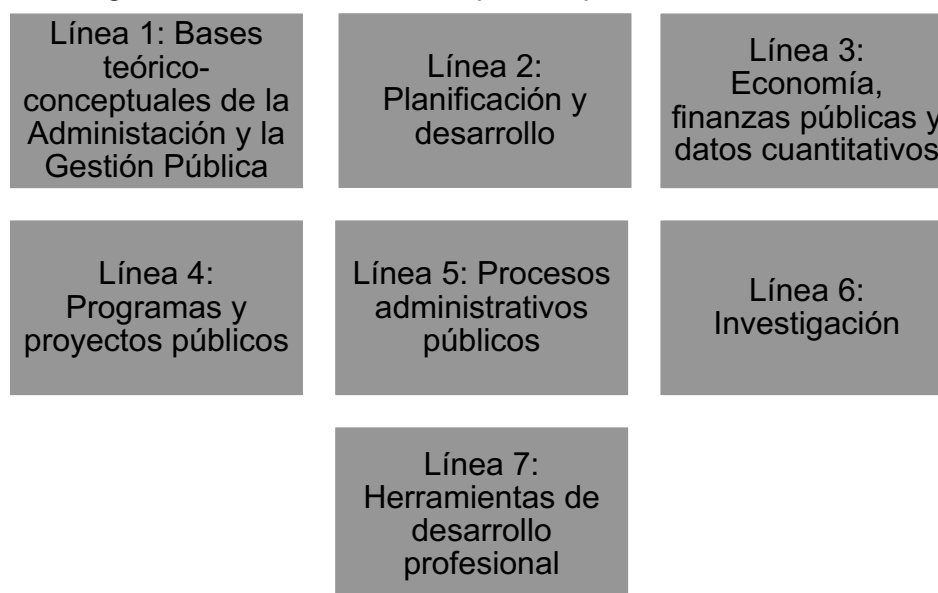 Línea 1: Bases
teórico-
conceptuales de la
Administación y la
Gestión Pública
Línea 2:
Planificación y
desarrollo
Línea 3:
Economía,
finanzas públicas y
datos cuantitativos
Línea 4:
Programas y
proyectos públicos
Línea 5: Procesos
administrativos
públicos
Línea 6:
Investigación
Línea 7:
Herramientas de
desarrollo
profesional